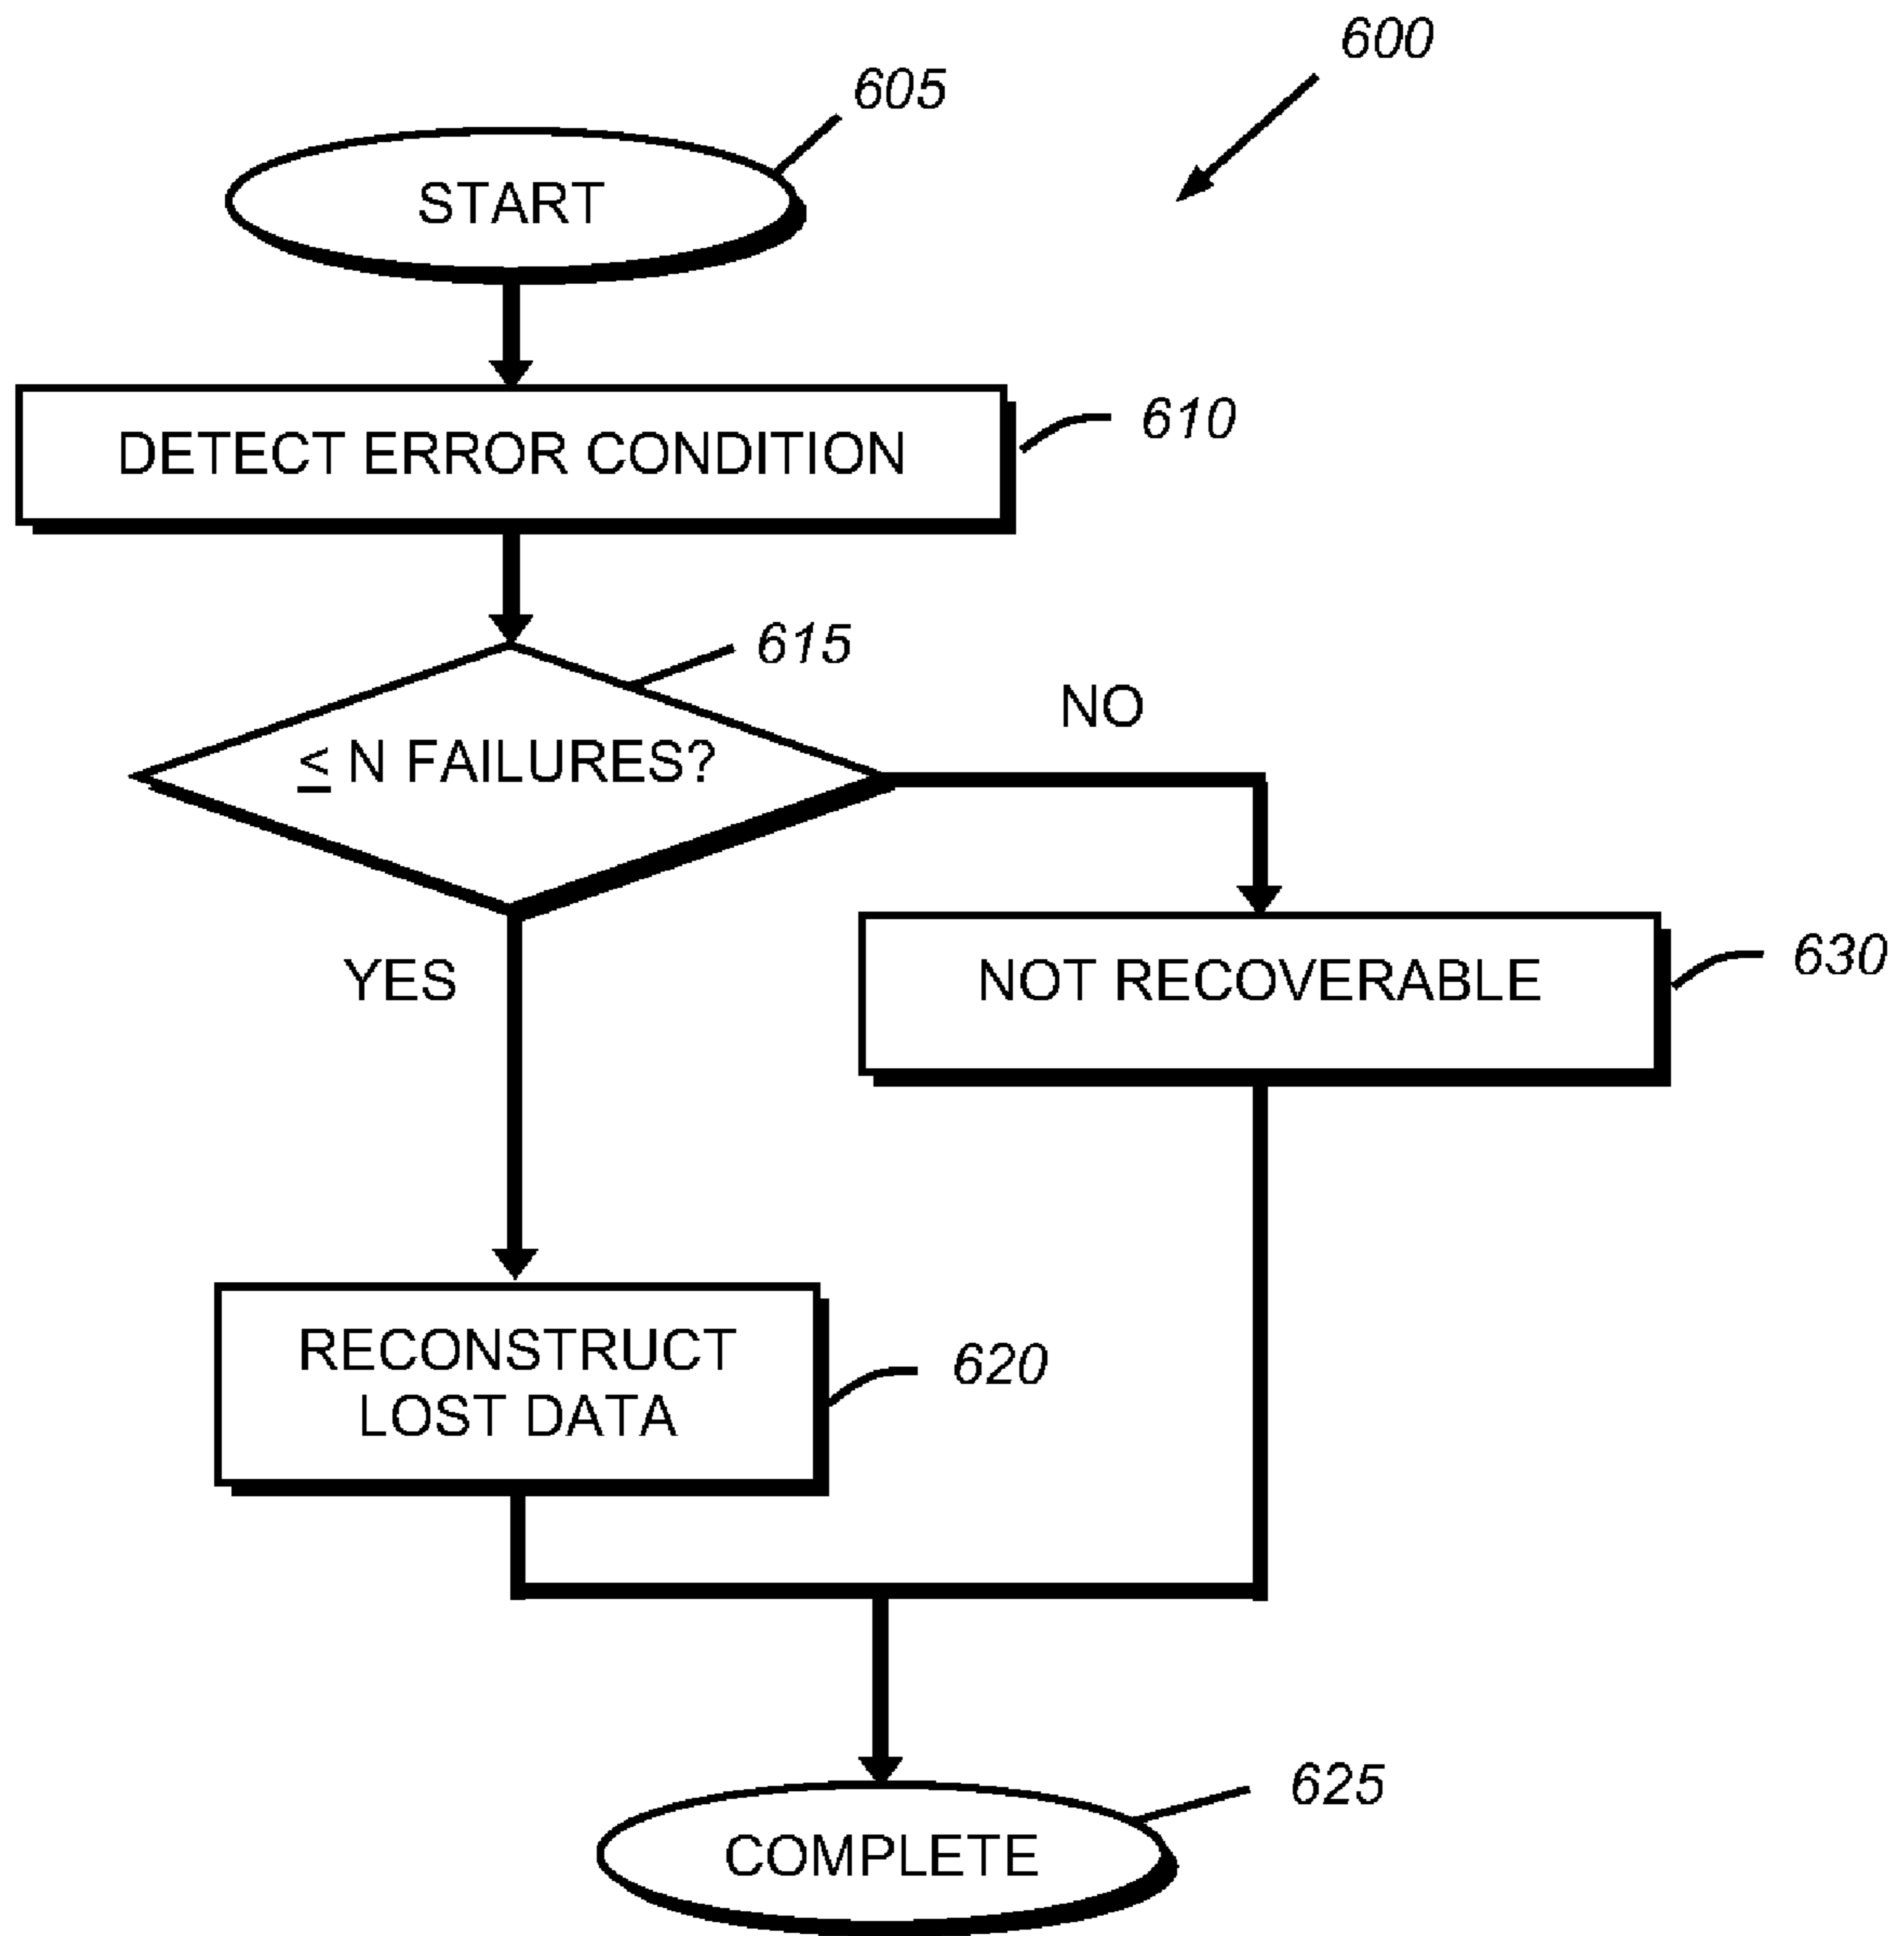 600
605
START
DETECT ERROR CONDITION
610
615
≤ N FAILURES?
NO
YES
NOT RECOVERABLE
630
RECONSTRUCT
LOST DATA
620
625
COMPLETE